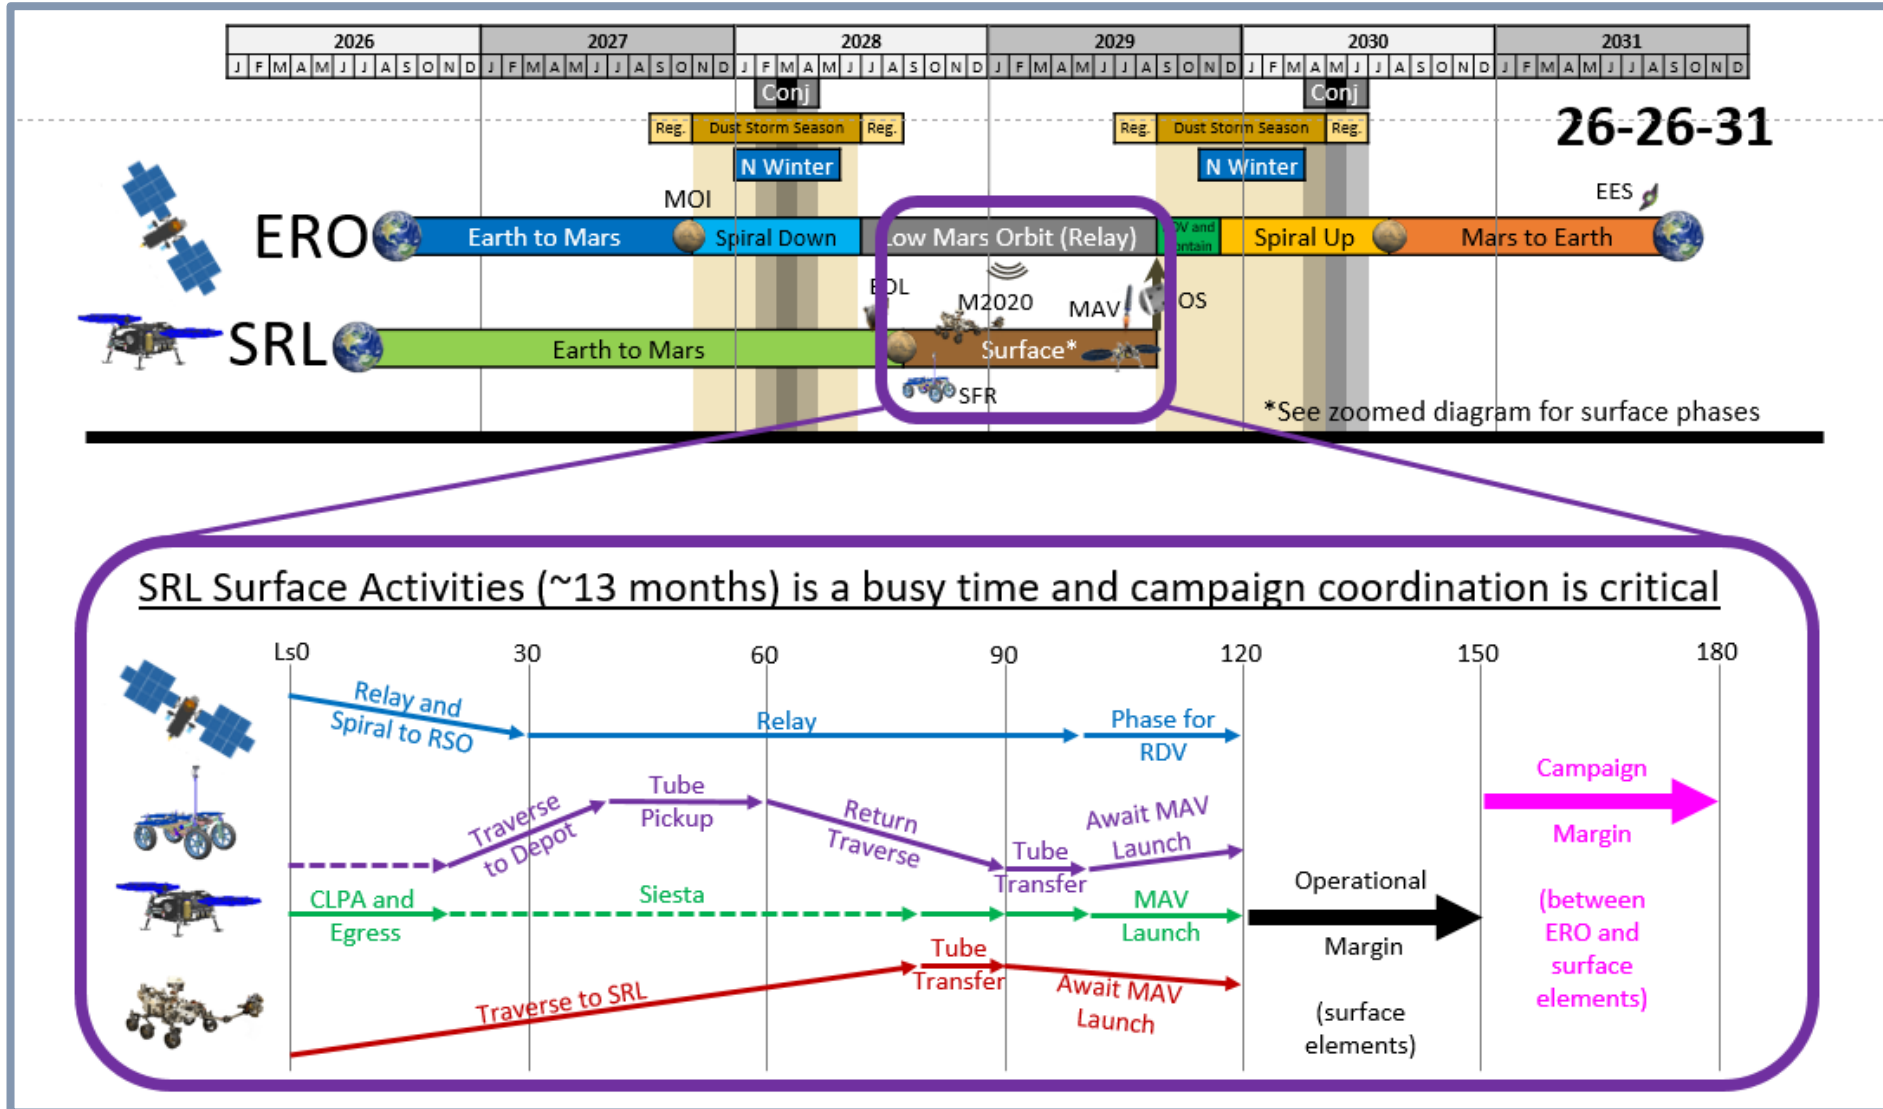 2026 2027 2028 2029 2030 2031
J F M A M J J A S O N D J F M A M J J A S O N D J F M A M J J A S O N D J F M A M J J A S O N D J F M A M J J A S O N D J F M A M J J A S O N D
Conj Conj
Reg. Dust Storm Season Reg. Reg. Dust Storm Season Reg.
26-26-31
N Winter N Winter
MOI EES
ERO Earth to Mars Spiral Down Low Mars Orbit (Relay) and Spiral Up Mars to Earth
EDL M2020 MAV OS
SRL Earth to Mars Surface*
SFR
*See zoomed diagram for surface phases
SRL Surface Activities (~13 months) is a busy time and campaign coordination is critical
Ls0 30 60 90 120 150 180
Relay and
Spiral to RSO
Relay
Phase for
RDV
Traverse
to Depot
Tube
Pickup
Return
Traverse
Tube
Transfer
Await MAV
Launch
CLPA and
Egress
Siesta
MAV
Launch
Traverse to SRL
Tube
Transfer
Await MAV
Launch
Operational
Margin
(surface
elements)
Campaign
Margin
(between
ERO and
surface
elements)